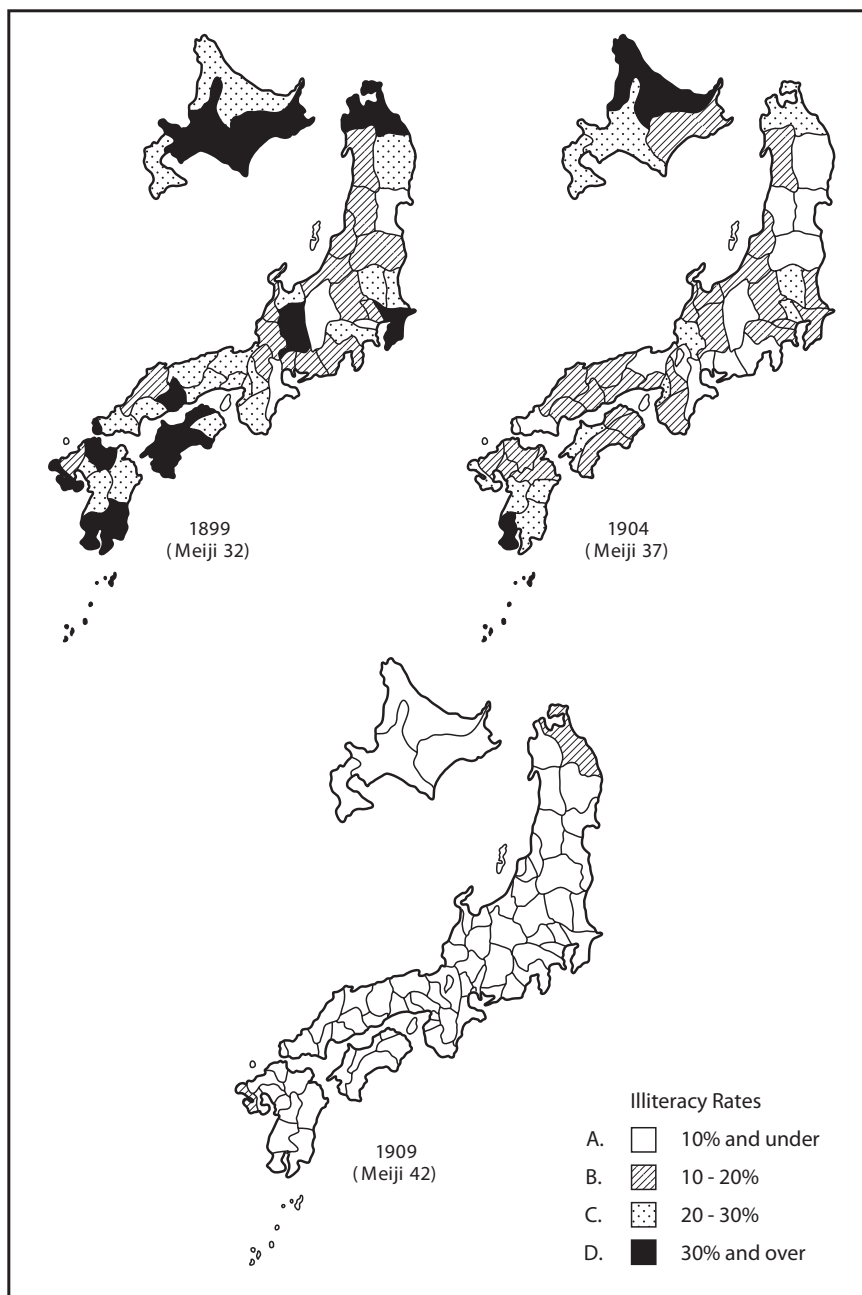 1899
(Meiji 32)
1904
(Meiji 37)
1909
(Meiji 42)
Illiteracy Rates
A. 10% and under
B. 10 - 20%
C. 20 - 30%
D. 30% and over